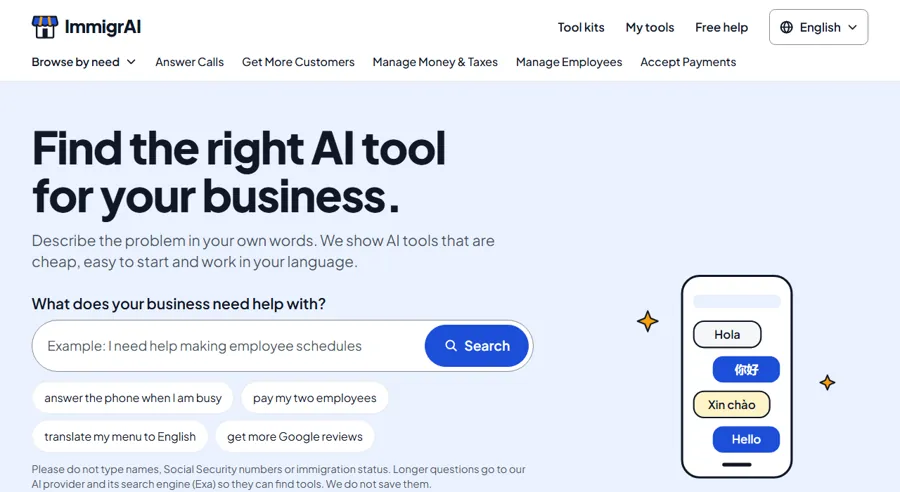 ImmigrAI
Tool kits
My tools
Free help
English
Browse by need
Answer Calls
Get More Customers
Manage Money & Taxes
Manage Employees
Accept Payments
Find the right AI tool
for your business.
Describe the problem in your own words. We show AI tools that are
cheap, easy to start and work in your language.
What does your business need help with?
Example: I need help making employee schedules
Search
answer the phone when I am busy
pay my two employees
translate my menu to English
get more Google reviews
Please do not type names, Social Security numbers or immigration status. Longer questions go to our
AI provider and its search engine (Exa) so they can find tools. We do not save them.
Hola
你好
Xin chào
Hello